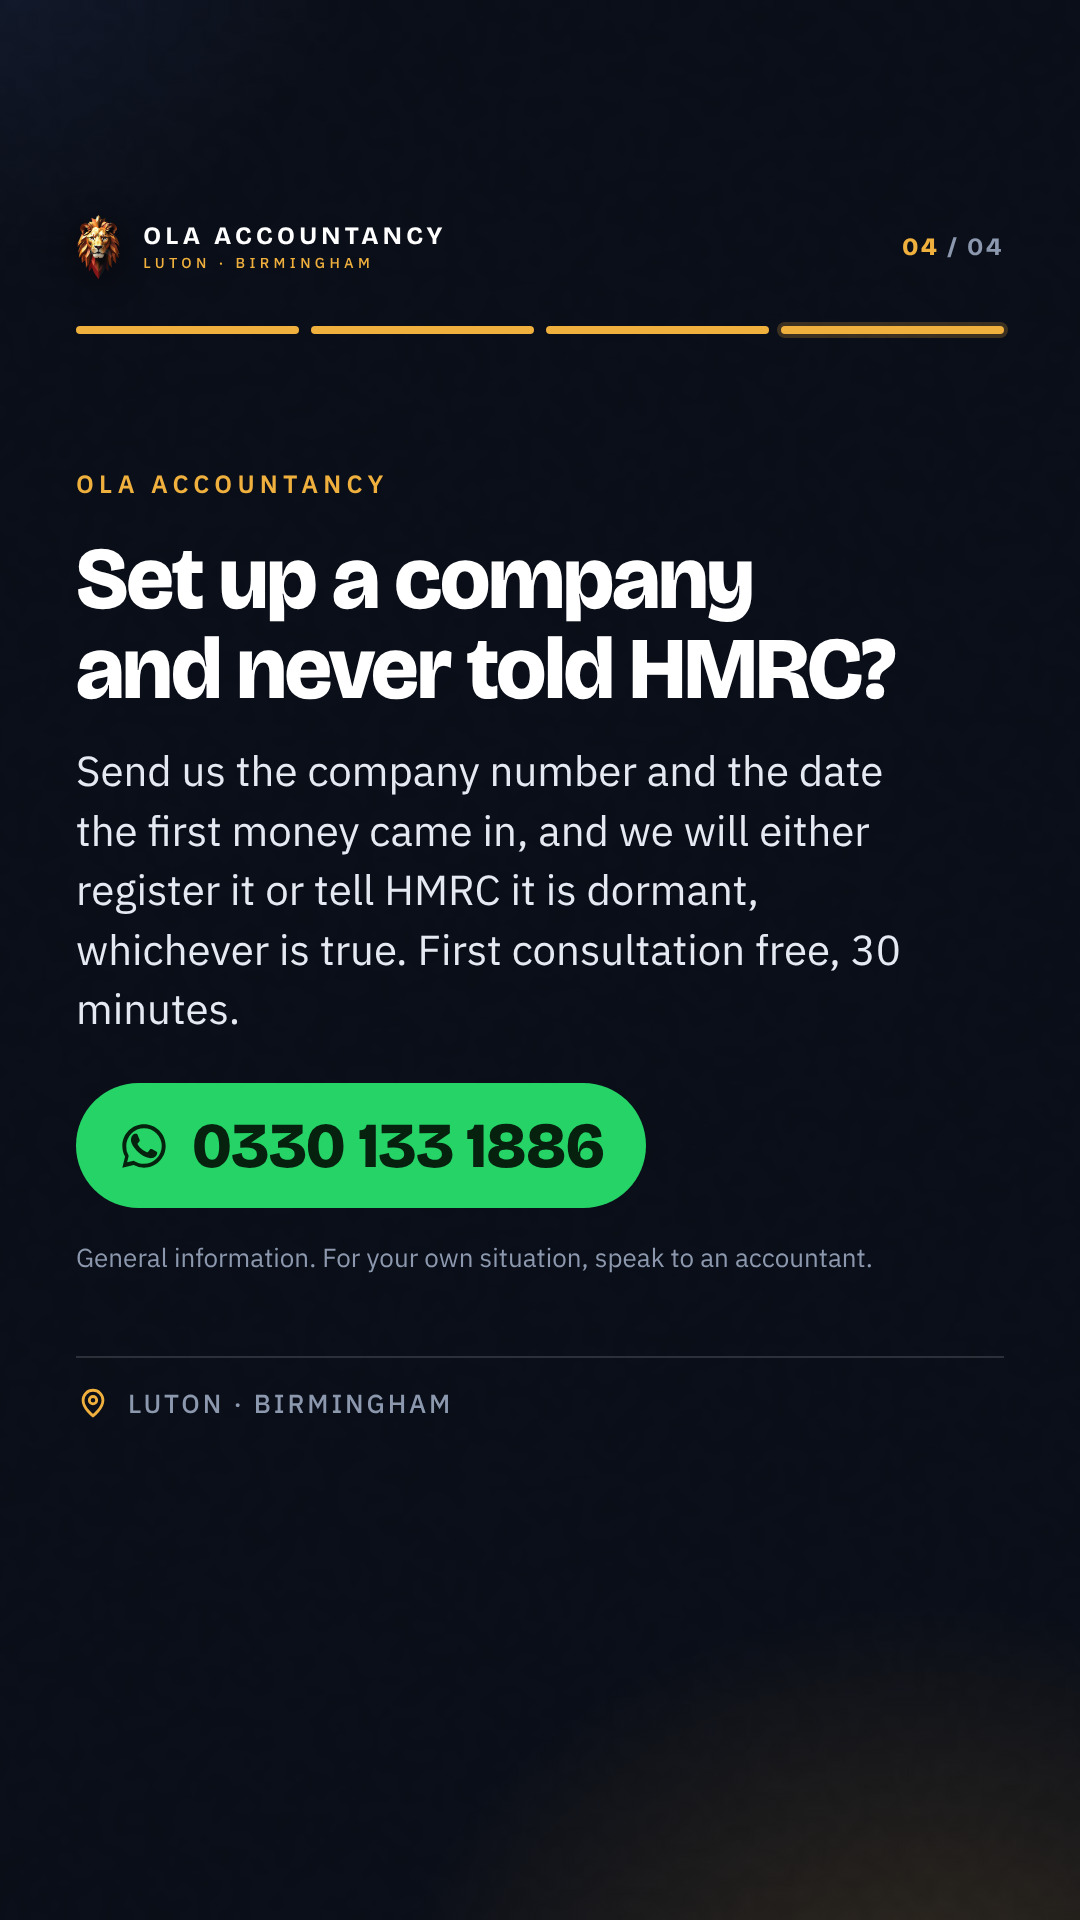 OLA ACCOUNTANCY
LUTON · BIRMINGHAM
04 / 04
OLA ACCOUNTANCY
Set up a company
and never told HMRC?
Send us the company number and the date
the first money came in, and we will either
register it or tell HMRC it is dormant,
whichever is true. First consultation free, 30
minutes.
0330 133 1886
General information. For your own situation, speak to an accountant.
LUTON · BIRMINGHAM